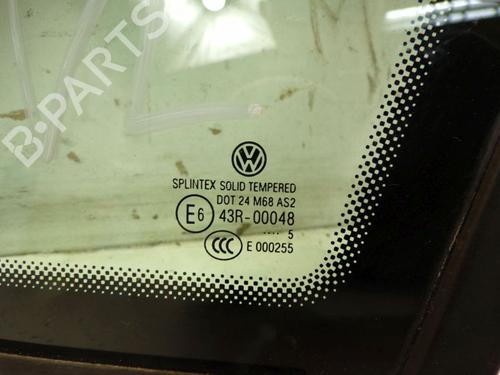 B-PARTS
VW
SPLINTEX SOLID TEMPERED
DOT 24 M68 AS2
E6 43R-00048
.... 5
CCC E 000255